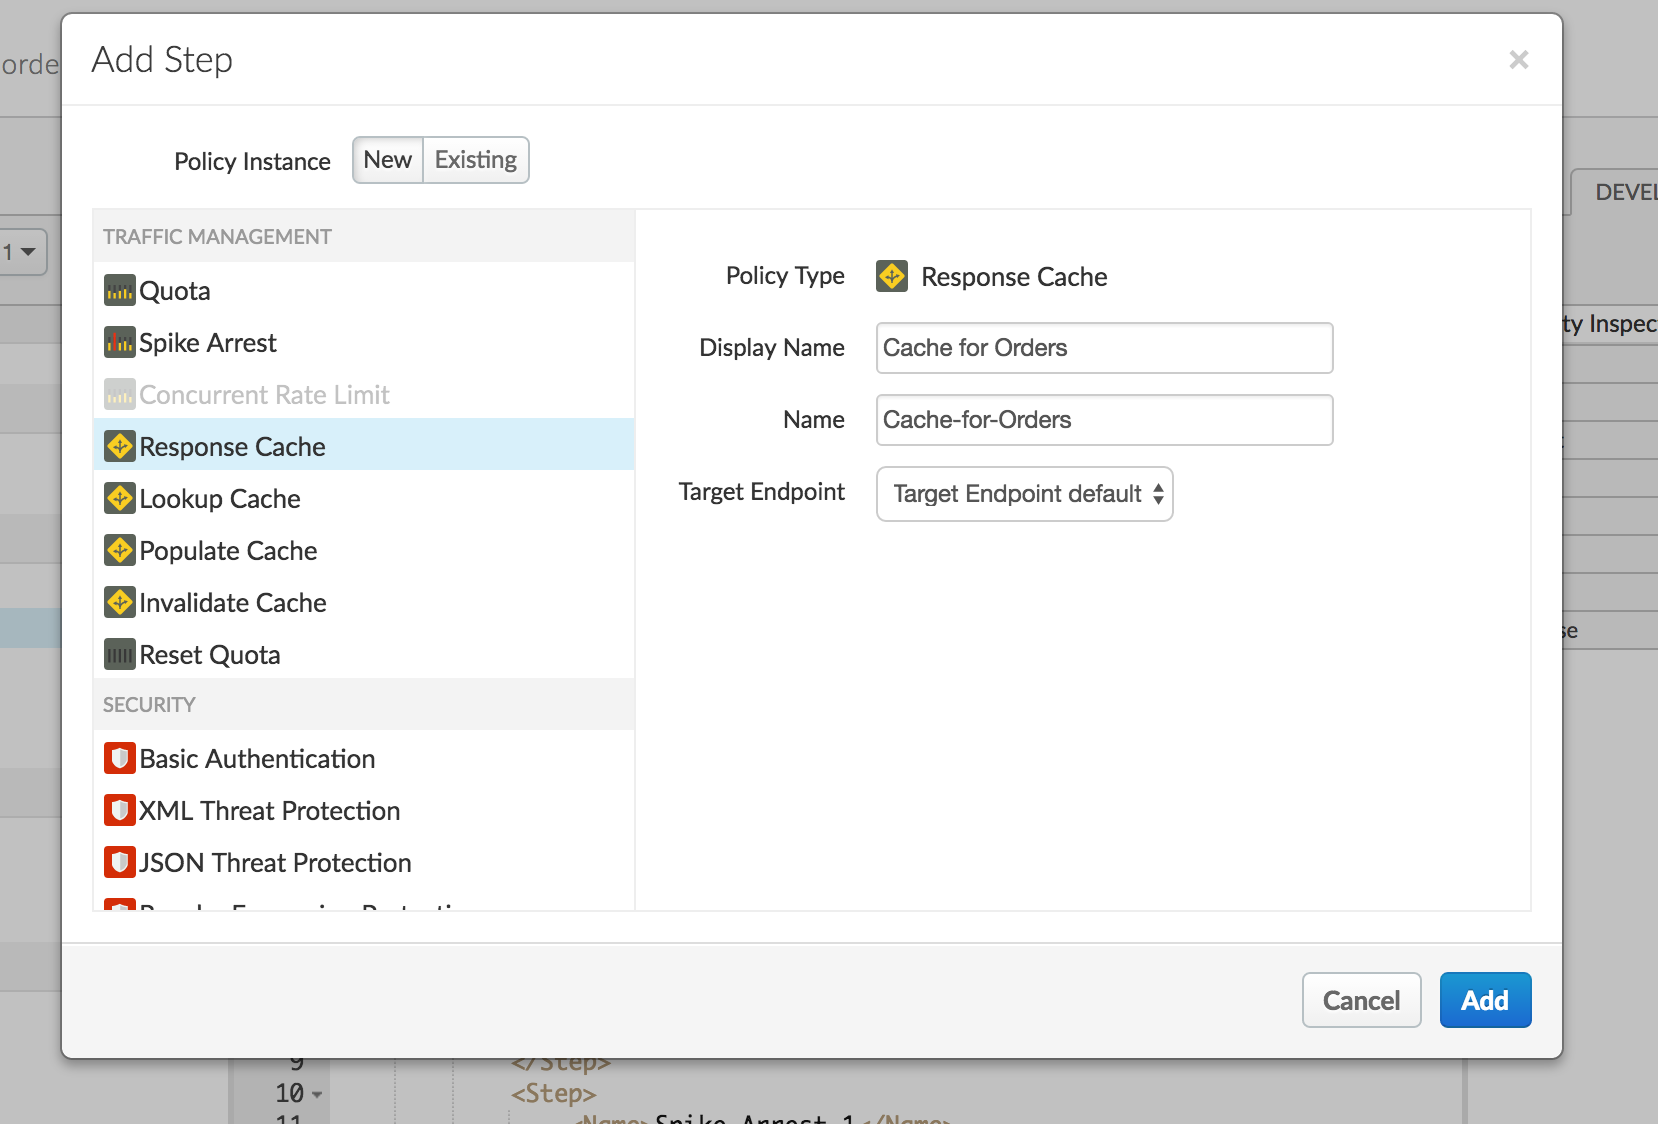 orde
Add Step
×
Policy Instance New Existing
DEVEL
1
TRAFFIC MANAGEMENT
Quota
Spike Arrest
Concurrent Rate Limit
Response Cache
Lookup Cache
Populate Cache
Invalidate Cache
Reset Quota
SECURITY
Basic Authentication
XML Threat Protection
JSON Threat Protection
Policy Type Response Cache
Display Name Cache for Orders
Name Cache-for-Orders
Target Endpoint Target Endpoint default
ty Inspec
se
Cancel Add
9 </Step>
10 <Step>
11 <Name>Spike Arrest 1</Name>